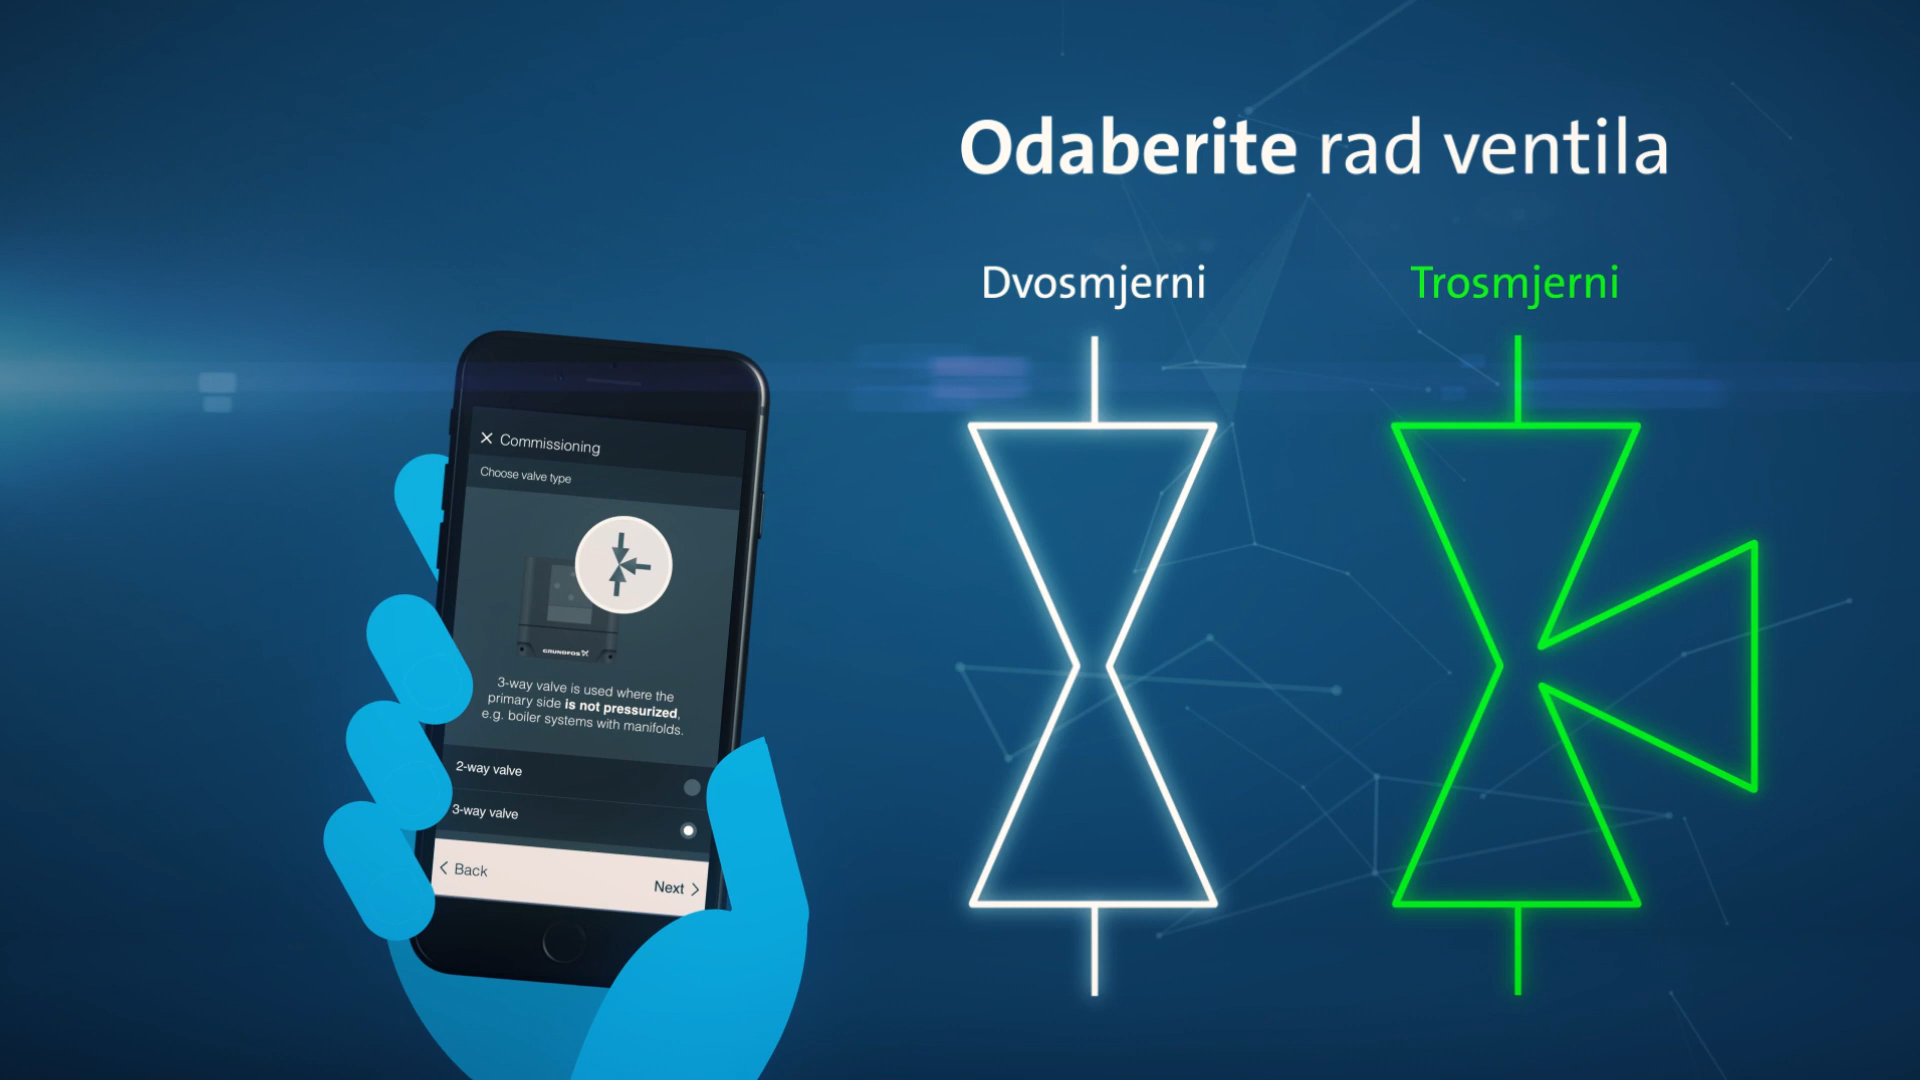 Odaberite rad ventila
Dvosmjerni
Trosmjerni
Commissioning
Choose valve type
GRUNDFOS
3-way valve is used where the
primary side is not pressurized,
e.g. boiler systems with manifolds.
2-way valve
3-way valve
Back
Next